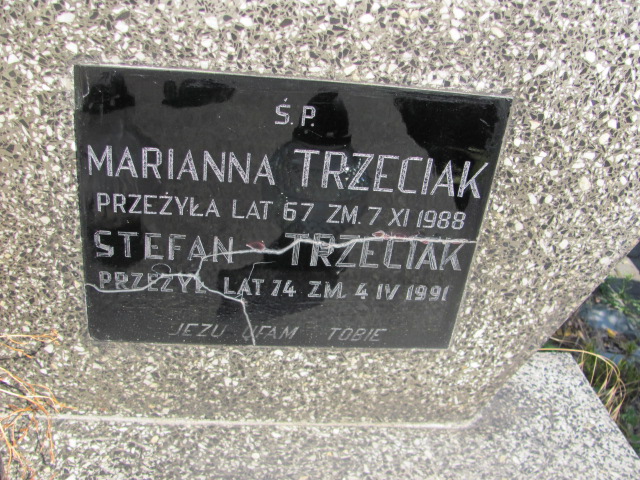 Ś.P.
MARIANNA TRZECIAK
PRZEŻYŁA LAT 67 ZM. 7 XI 1988
STEFAN TRZECIAK
PRZEŻYŁ LAT 74 ZM. 4 IV 1991
JEZU UFAM TOBIE